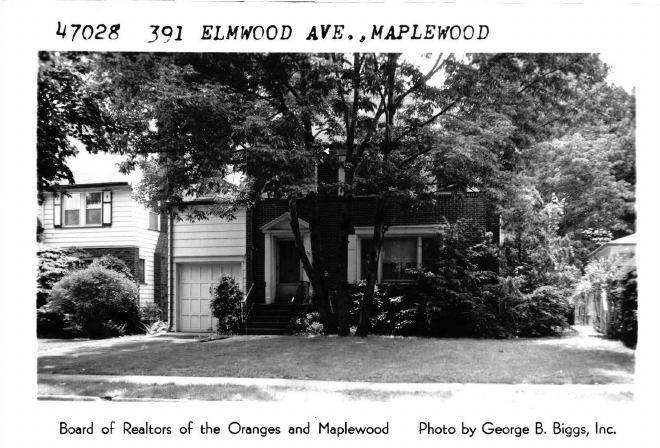 47028 391 ELMWOOD AVE.,MAPLEWOOD
Board of Realtors of the Oranges and Maplewood Photo by George B. Biggs, Inc.